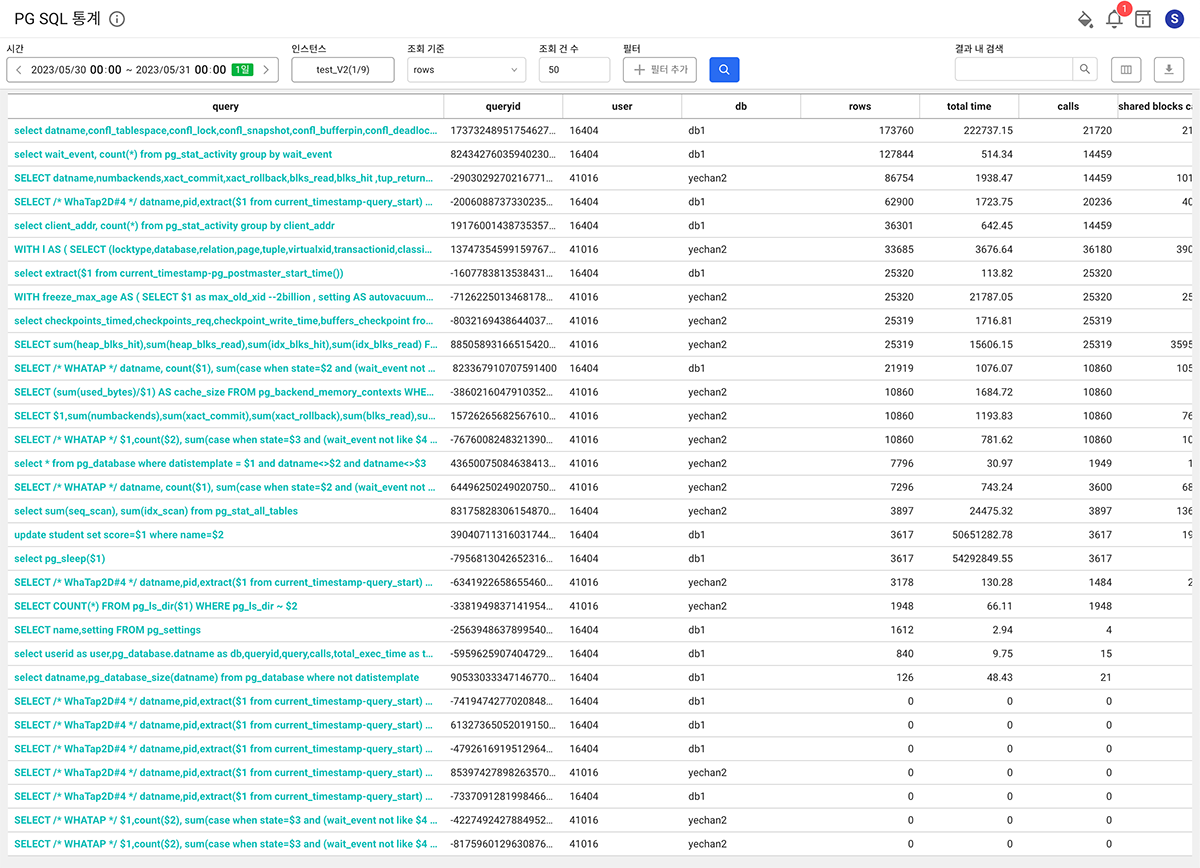 PG SQL 통계
1
S
시간 인스턴스 조회 기준 조회 건 수 필터 결과 내 검색
2023/05/30 00:00 ~ 2023/05/31 00:00 1일 test_V2(1/9) rows 50 필터 추가
query queryid user db rows total time calls shared blocks ca
select datname,confl_tablespace,confl_lock,confl_snapshot,confl_bufferpin,confl_deadloc... 17373248951754627... 16404 db1 173760 222737.15 21720 21
select wait_event, count(*) from pg_stat_activity group by wait_event 82434276035940230... 16404 db1 127844 514.34 14459
SELECT datname,numbackends,xact_commit,xact_rollback,blks_read,blks_hit ,tup_return... -2903029270216771... 41016 yechan2 86754 1938.47 14459 101
SELECT /* WhaTap2D#4 */ datname,pid,extract($1 from current_timestamp-query_start) ... -2006088737330235... 16404 db1 62900 1723.75 20236 40
select client_addr, count(*) from pg_stat_activity group by client_addr 19176001438735357... 16404 db1 36301 642.45 14459
WITH l AS ( SELECT (locktype,database,relation,page,tuple,virtualxid,transactionid,classi... 13747354599159767... 41016 yechan2 33685 3676.64 36180 390
select extract($1 from current_timestamp-pg_postmaster_start_time()) -1607783813538431... 16404 db1 25320 113.82 25320
WITH freeze_max_age AS ( SELECT $1 as max_old_xid --2billion , setting AS autovacuum... -7126225013468178... 41016 yechan2 25320 21787.05 25320 25
select checkpoints_timed,checkpoints_req,checkpoint_write_time,buffers_checkpoint fro... -8032169438644037... 41016 yechan2 25319 1716.81 25319
SELECT sum(heap_blks_hit),sum(heap_blks_read),sum(idx_blks_hit),sum(idx_blks_read) F... 88505893166515420... 41016 yechan2 25319 15606.15 25319 3595
SELECT /* WHATAP */ datname, count($1), sum(case when state=$2 and (wait_event not ... 823367910707591400 16404 db1 21919 1076.07 10860 105
SELECT (sum(used_bytes)/$1) AS cache_size FROM pg_backend_memory_contexts WHE... -3860216047910352... 41016 yechan2 10860 1684.72 10860
SELECT $1,sum(numbackends),sum(xact_commit),sum(xact_rollback),sum(blks_read),su... 15726265682567610... 41016 yechan2 10860 1193.83 10860 76
SELECT /* WHATAP */ $1,count($2), sum(case when state=$3 and (wait_event not like $4 ... -7676008248321390... 41016 yechan2 10860 781.62 10860 10
select * from pg_database where datistemplate = $1 and datname<>$2 and datname<>$3 43650075084638413... 41016 yechan2 7796 30.97 1949 1
SELECT /* WHATAP */ datname, count($1), sum(case when state=$2 and (wait_event not ... 64496250249020750... 41016 yechan2 7296 743.24 3600 68
select sum(seq_scan), sum(idx_scan) from pg_stat_all_tables 83175828306154870... 16404 yechan2 3897 24475.32 3897 136
update student set score=$1 where name=$2 39040711316031744... 16404 db1 3617 50651282.78 3617 19
select pg_sleep($1) -7956813042652316... 16404 db1 3617 54292849.55 3617
SELECT /* WhaTap2D#4 */ datname,pid,extract($1 from current_timestamp-query_start) ... -6341922658655460... 41016 yechan2 3178 130.28 1484 2
SELECT COUNT(*) FROM pg_ls_dir($1) WHERE pg_ls_dir ~ $2 -3381949837141954... 41016 yechan2 1948 66.11 1948
SELECT name,setting FROM pg_settings -2563948637899540... 16404 db1 1612 2.94 4
select userid as user,pg_database.datname as db,queryid,query,calls,total_exec_time as t... -5959625907404729... 16404 db1 840 9.75 15
select datname,pg_database_size(datname) from pg_database where not datistemplate 90533033347146770... 16404 db1 126 48.43 21
SELECT /* WhaTap2D#4 */ datname,pid,extract($1 from current_timestamp-query_start) ... -7419474277020848... 16404 db1 0 0 0
SELECT /* WhaTap2D#4 */ datname,pid,extract($1 from current_timestamp-query_start) ... 61327365052019150... 16404 db1 0 0 0
SELECT /* WhaTap2D#4 */ datname,pid,extract($1 from current_timestamp-query_start) ... -4792616919512964... 16404 db1 0 0 0
SELECT /* WhaTap2D#4 */ datname,pid,extract($1 from current_timestamp-query_start) ... 85397427898263570... 41016 yechan2 0 0 0
SELECT /* WhaTap2D#4 */ datname,pid,extract($1 from current_timestamp-query_start) ... -7337091281998466... 16404 db1 0 0 0
SELECT /* WHATAP */ $1,count($2), sum(case when state=$3 and (wait_event not like $4 ... -4227492427884952... 41016 yechan2 0 0 0
SELECT /* WHATAP */ $1,count($2), sum(case when state=$3 and (wait_event not like $4 ... -8175960129630876... 41016 yechan2 0 0 0